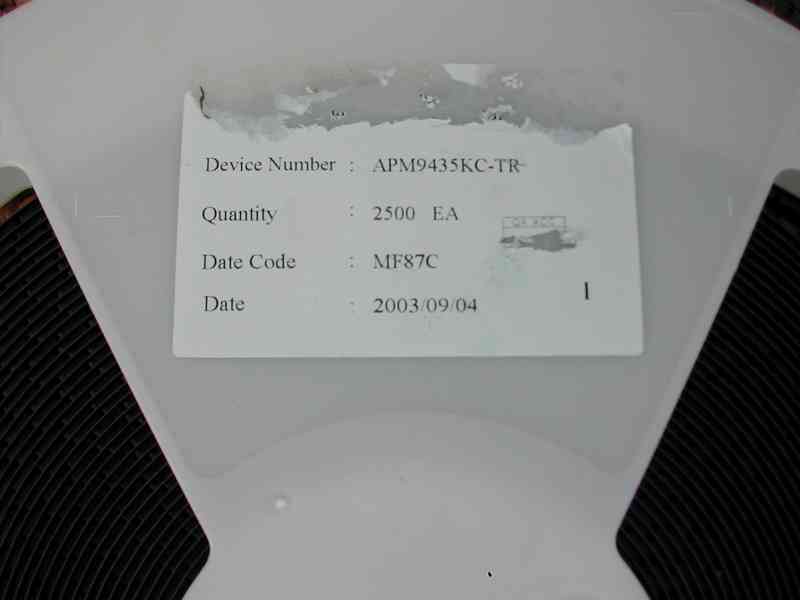 Device Number : APM9435KC-TR
Quantity : 2500 EA
Date Code : MF87C
Date : 2003/09/04
I